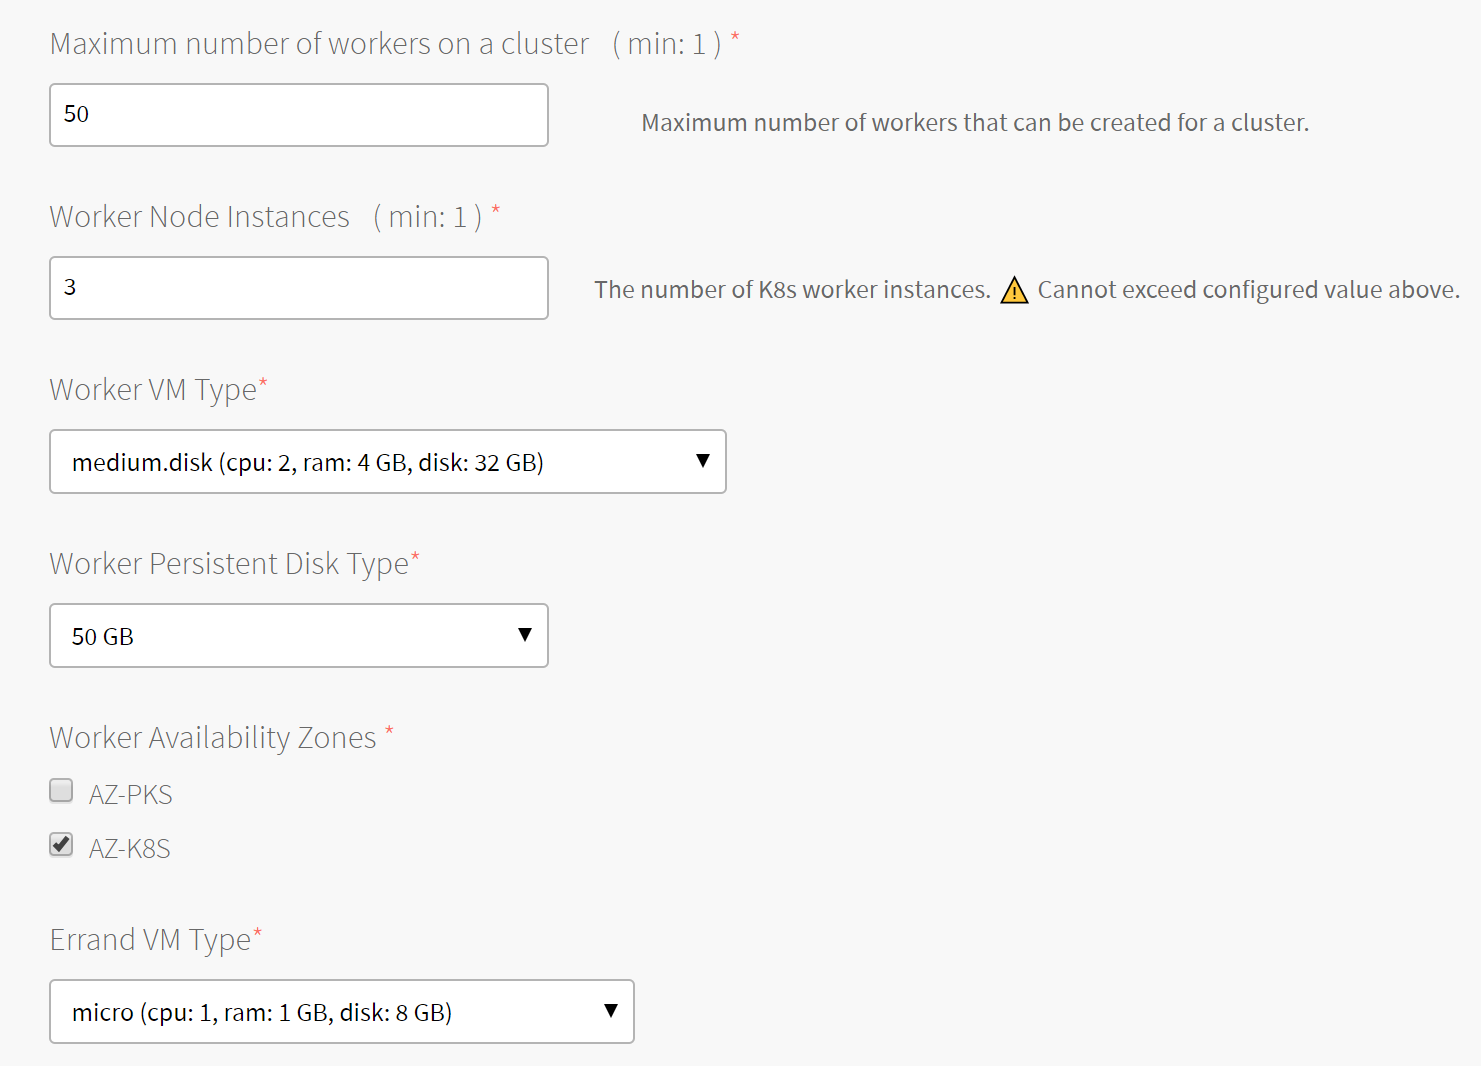 Maximum number of workers on a cluster ( min: 1 ) *
50
Maximum number of workers that can be created for a cluster.
Worker Node Instances ( min: 1 ) *
3
The number of K8s worker instances. ⚠ Cannot exceed configured value above.
Worker VM Type*
medium.disk (cpu: 2, ram: 4 GB, disk: 32 GB)
Worker Persistent Disk Type*
50 GB
Worker Availability Zones *
AZ-PKS
AZ-K8S
Errand VM Type*
micro (cpu: 1, ram: 1 GB, disk: 8 GB)